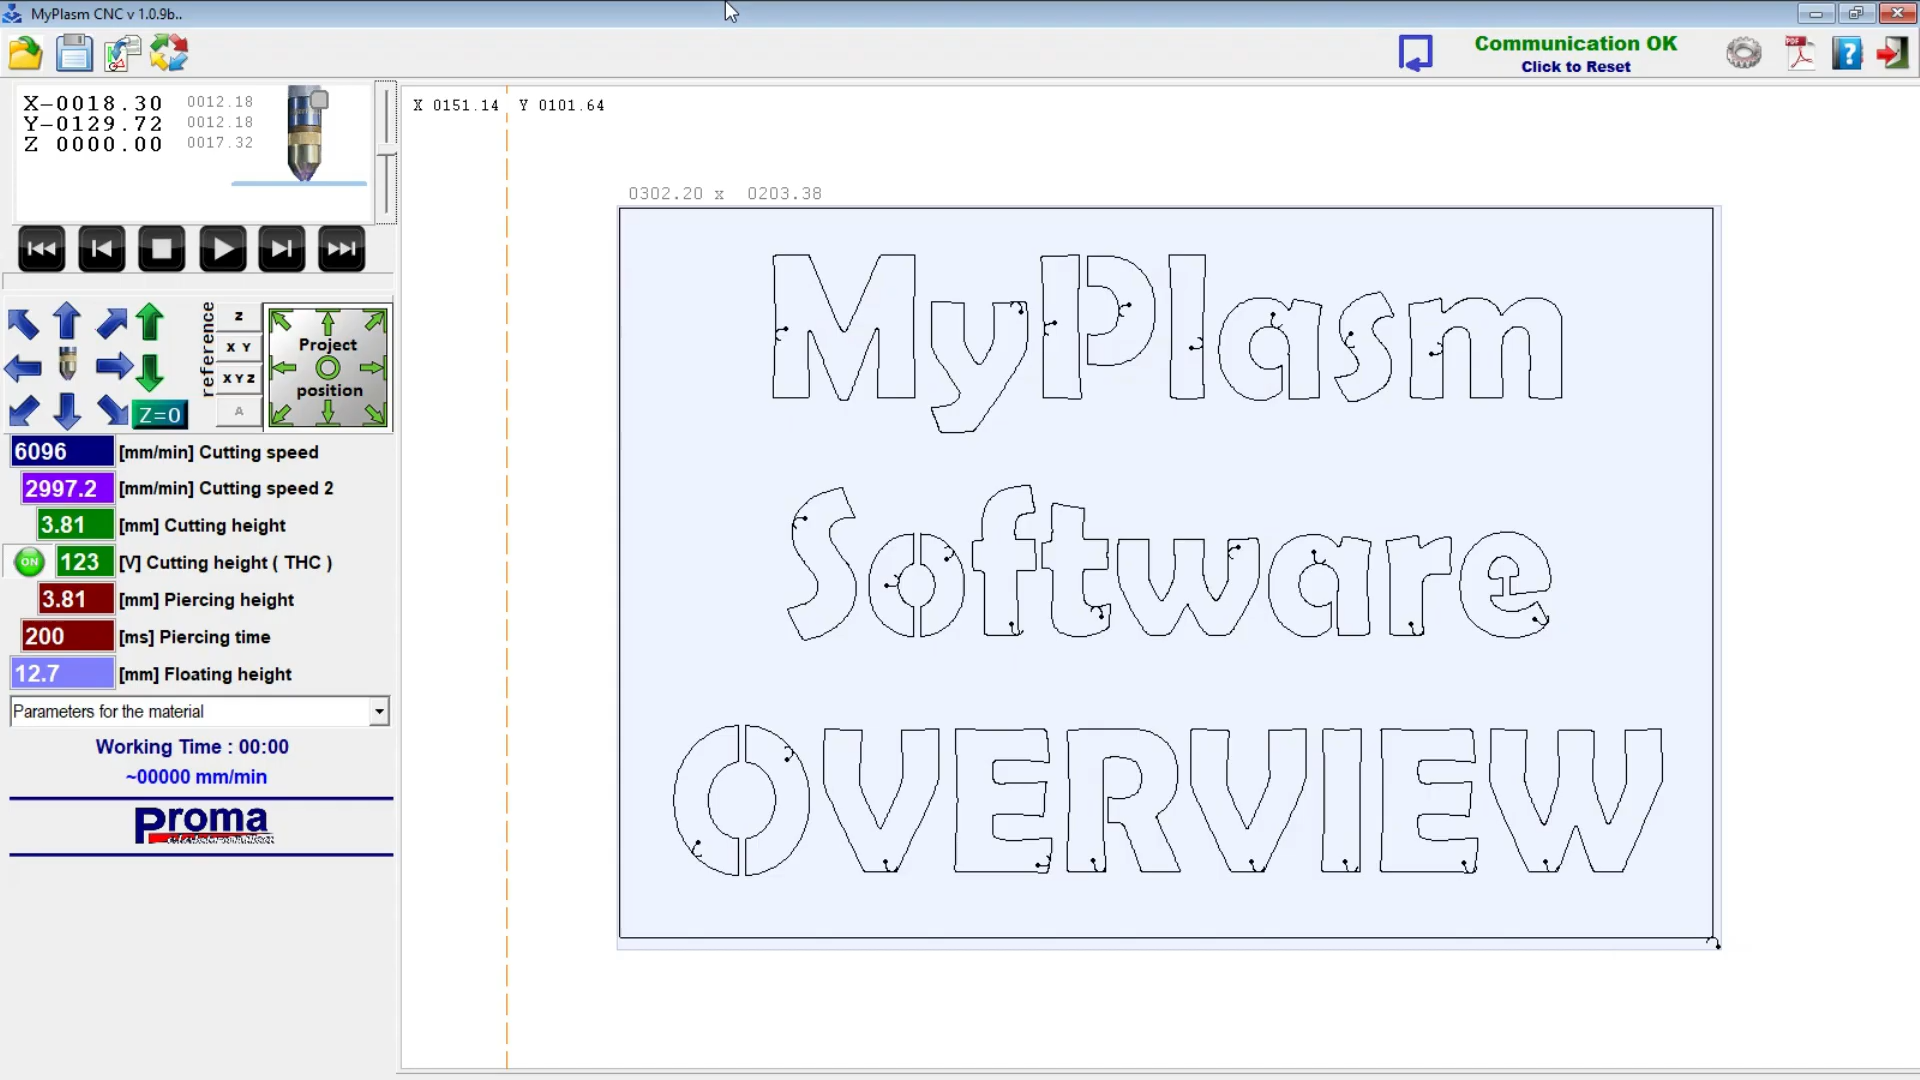 MyPlasm CNC v 1.0.9b..
Communication OK
Click to Reset
X-0018.30 0012.18
Y-0129.72 0012.18
Z 0000.00 0017.32
X 0151.14 Y 0101.64
0302.20 x 0203.38
reference
Z
X Y
X Y Z
A
Project
position
Z=0
6096 [mm/min] Cutting speed
2997.2 [mm/min] Cutting speed 2
3.81 [mm] Cutting height
ON 123 [V] Cutting height ( THC )
3.81 [mm] Piercing height
200 [ms] Piercing time
12.7 [mm] Floating height
Parameters for the material
Working Time : 00:00
~00000 mm/min
Proma
MyPlasm
Software
OVERVIEW